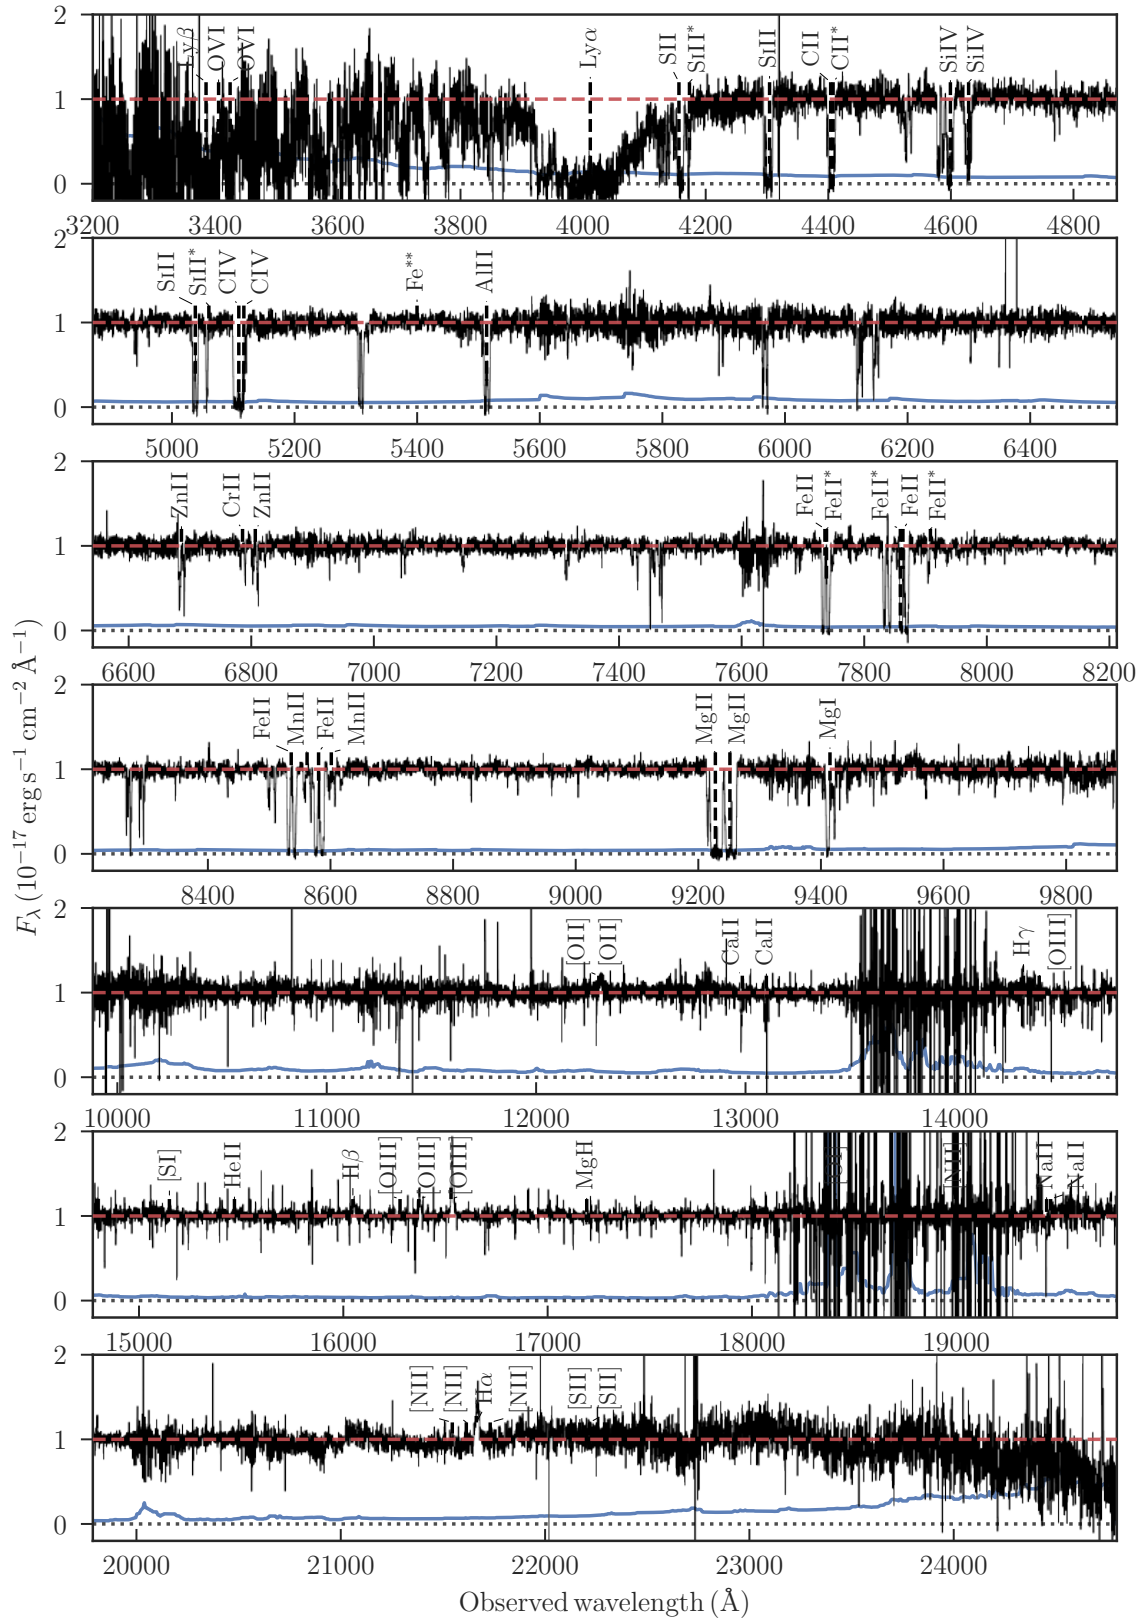 2
1
0
Lyβ
OVI
OVI
Lyα
SII
SiII*
SiII
CII
CII*
SiIV
SiIV
3200 3400 3600 3800 4000 4200 4400 4600 4800
2
1
0
SiII
SiII*
CIV
CIV
Fe**
AlII
5000 5200 5400 5600 5800 6000 6200 6400
2
1
0
ZnII
CrII
ZnII
FeII
FeII*
FeII*
FeII
FeII*
6600 6800 7000 7200 7400 7600 7800 8000 8200
2
1
0
FeII
MnII
FeII
MnII
MgII
MgII
MgI
8400 8600 8800 9000 9200 9400 9600 9800
2
1
0
[OII]
[OII]
CaII
CaII
Hγ
[OIII]
10000 11000 12000 13000 14000
2
1
0
[SI]
HeII
Hβ
[OIII]
[OIII]
[OIII]
MgH
[NII]
NaII
NaII
15000 16000 17000 18000 19000
2
1
0
[NII]
[NII]
Hα
[NII]
[SII]
[SII]
20000 21000 22000 23000 24000
Observed wavelength (Å)
F_λ (10⁻¹⁷ erg s⁻¹ cm⁻² Å⁻¹)